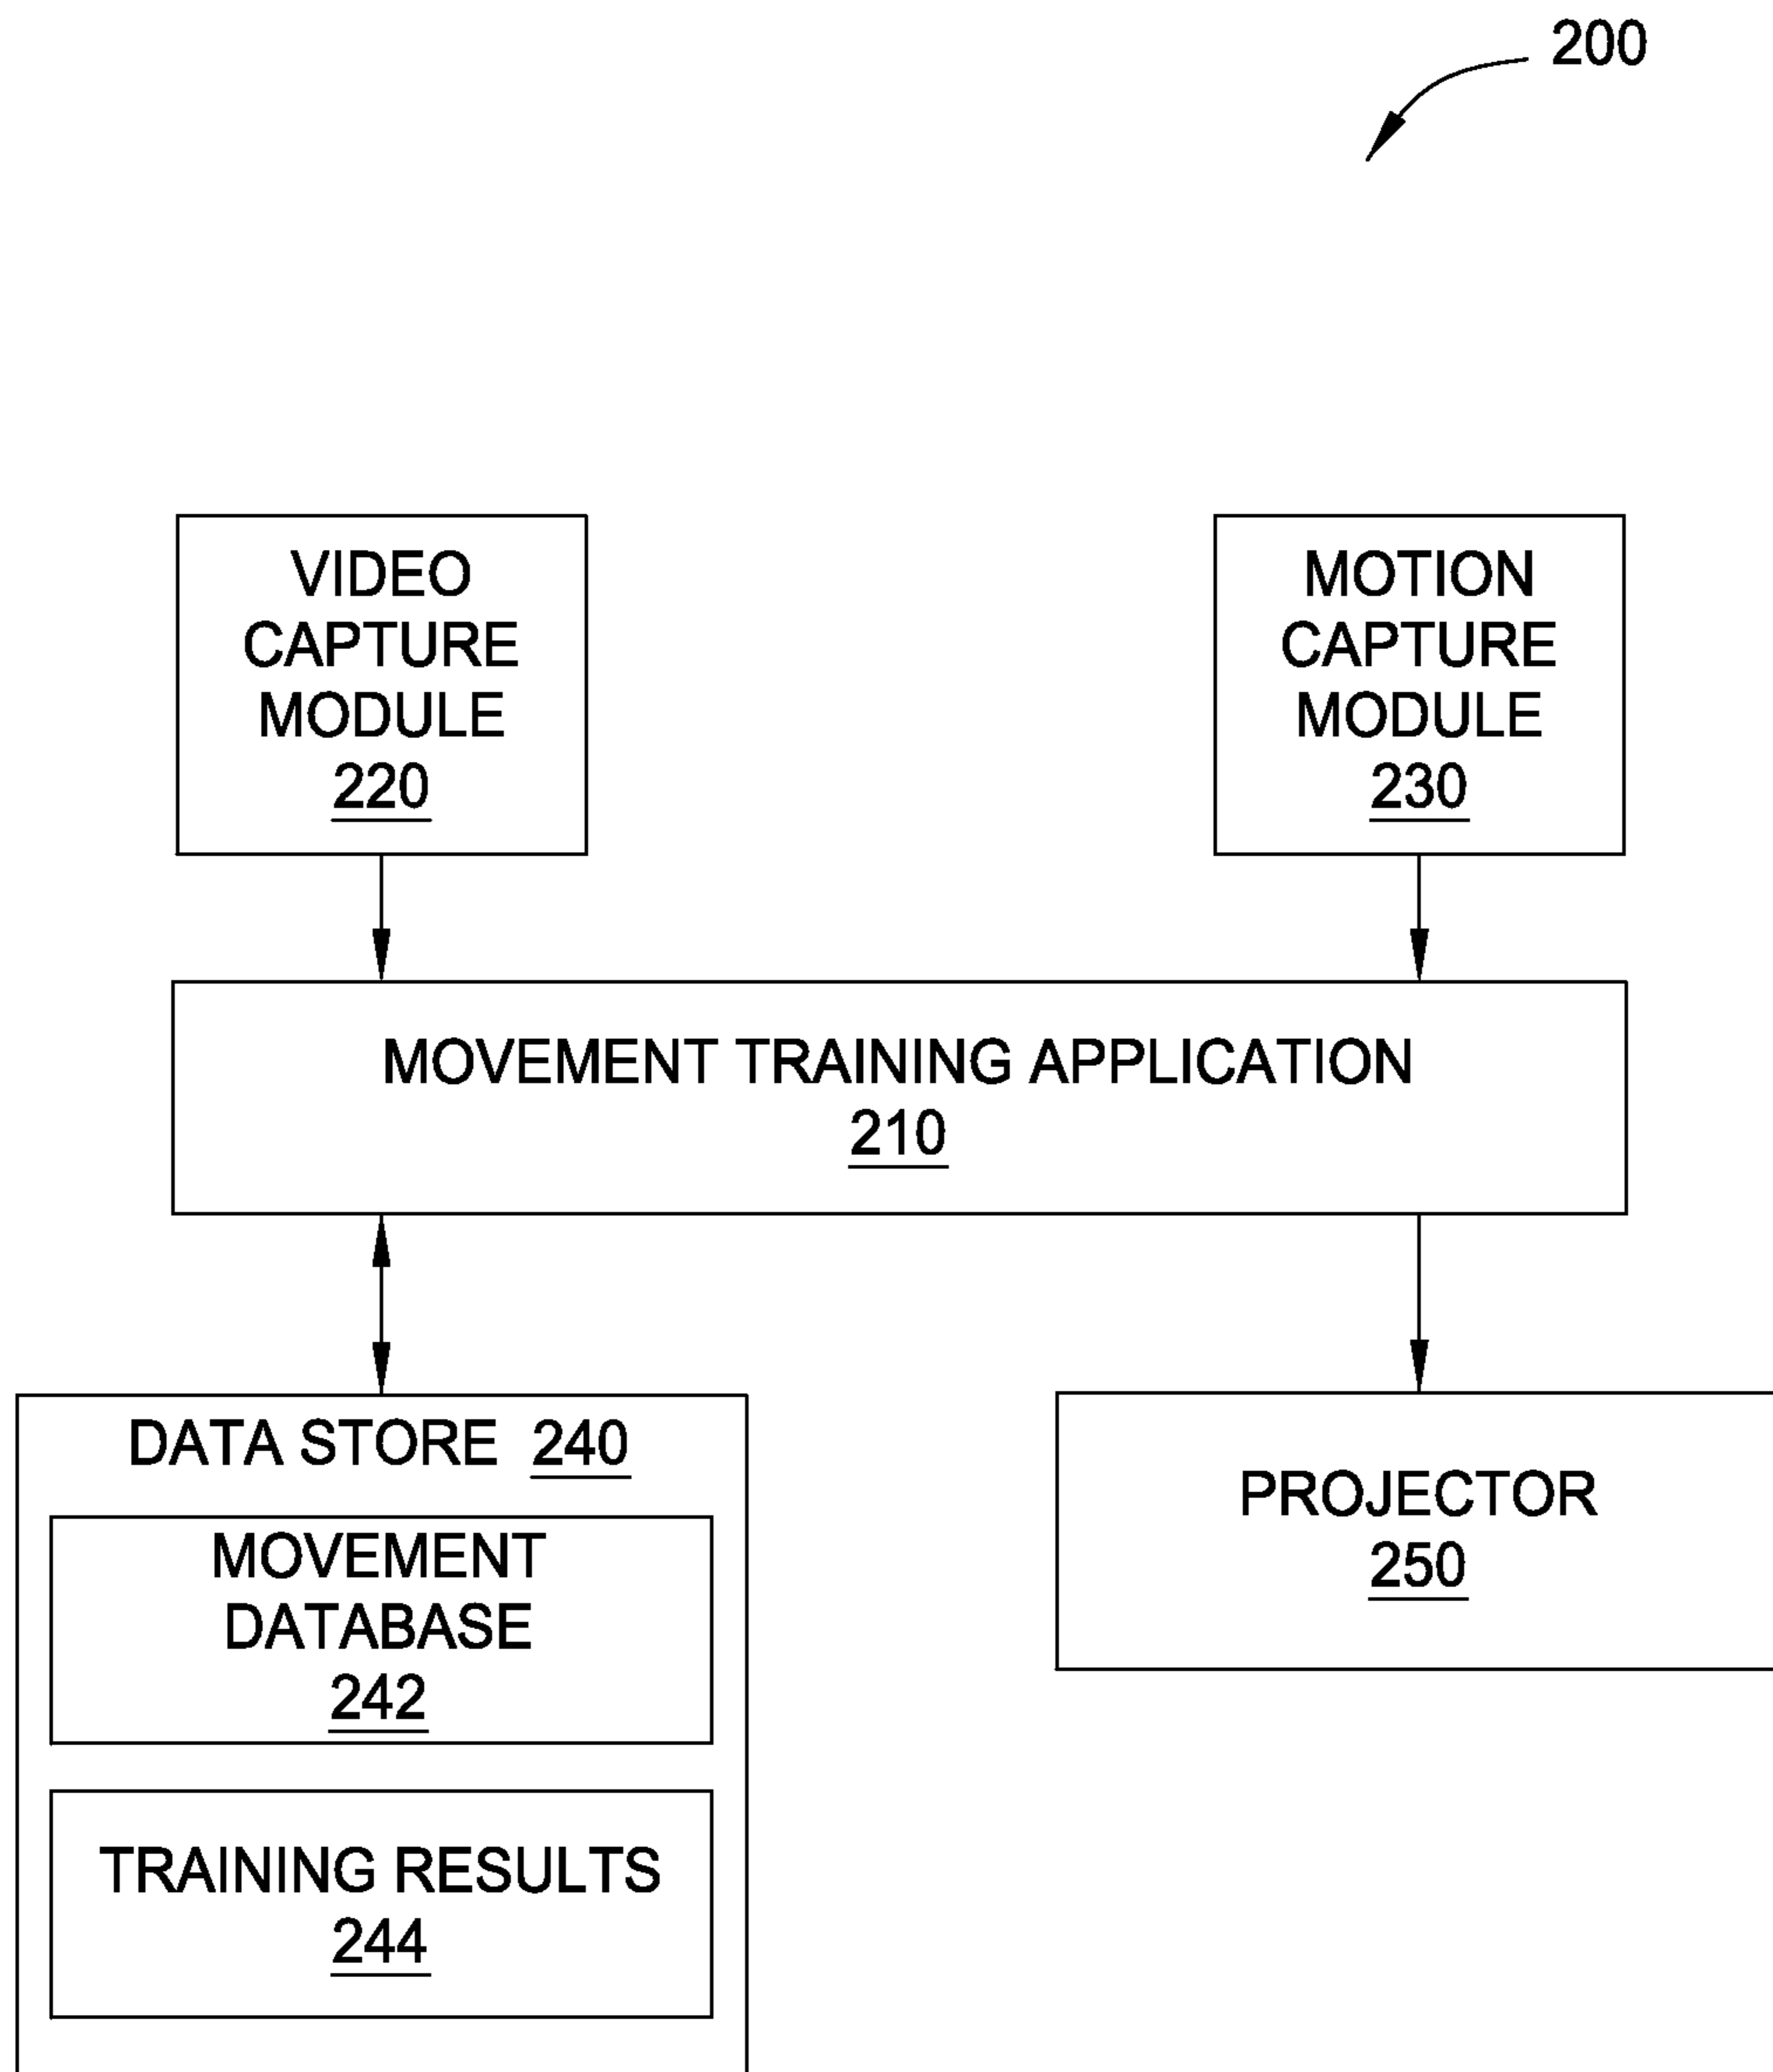 200
VIDEO
CAPTURE
MODULE
220
MOTION
CAPTURE
MODULE
230
MOVEMENT TRAINING APPLICATION
210
DATA STORE 240
MOVEMENT
DATABASE
242
TRAINING RESULTS
244
PROJECTOR
250